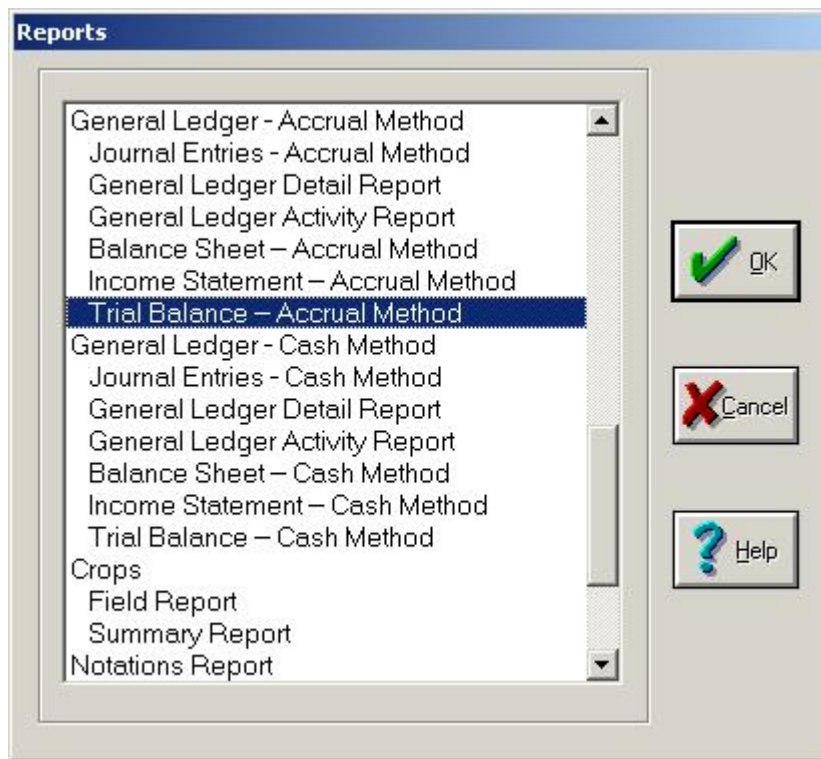 Reports
General Ledger - Accrual Method
Journal Entries - Accrual Method
General Ledger Detail Report
General Ledger Activity Report
Balance Sheet – Accrual Method
Income Statement – Accrual Method
Trial Balance – Accrual Method
General Ledger - Cash Method
Journal Entries - Cash Method
General Ledger Detail Report
General Ledger Activity Report
Balance Sheet – Cash Method
Income Statement – Cash Method
Trial Balance – Cash Method
Crops
Field Report
Summary Report
Notations Report
OK
Cancel
Help